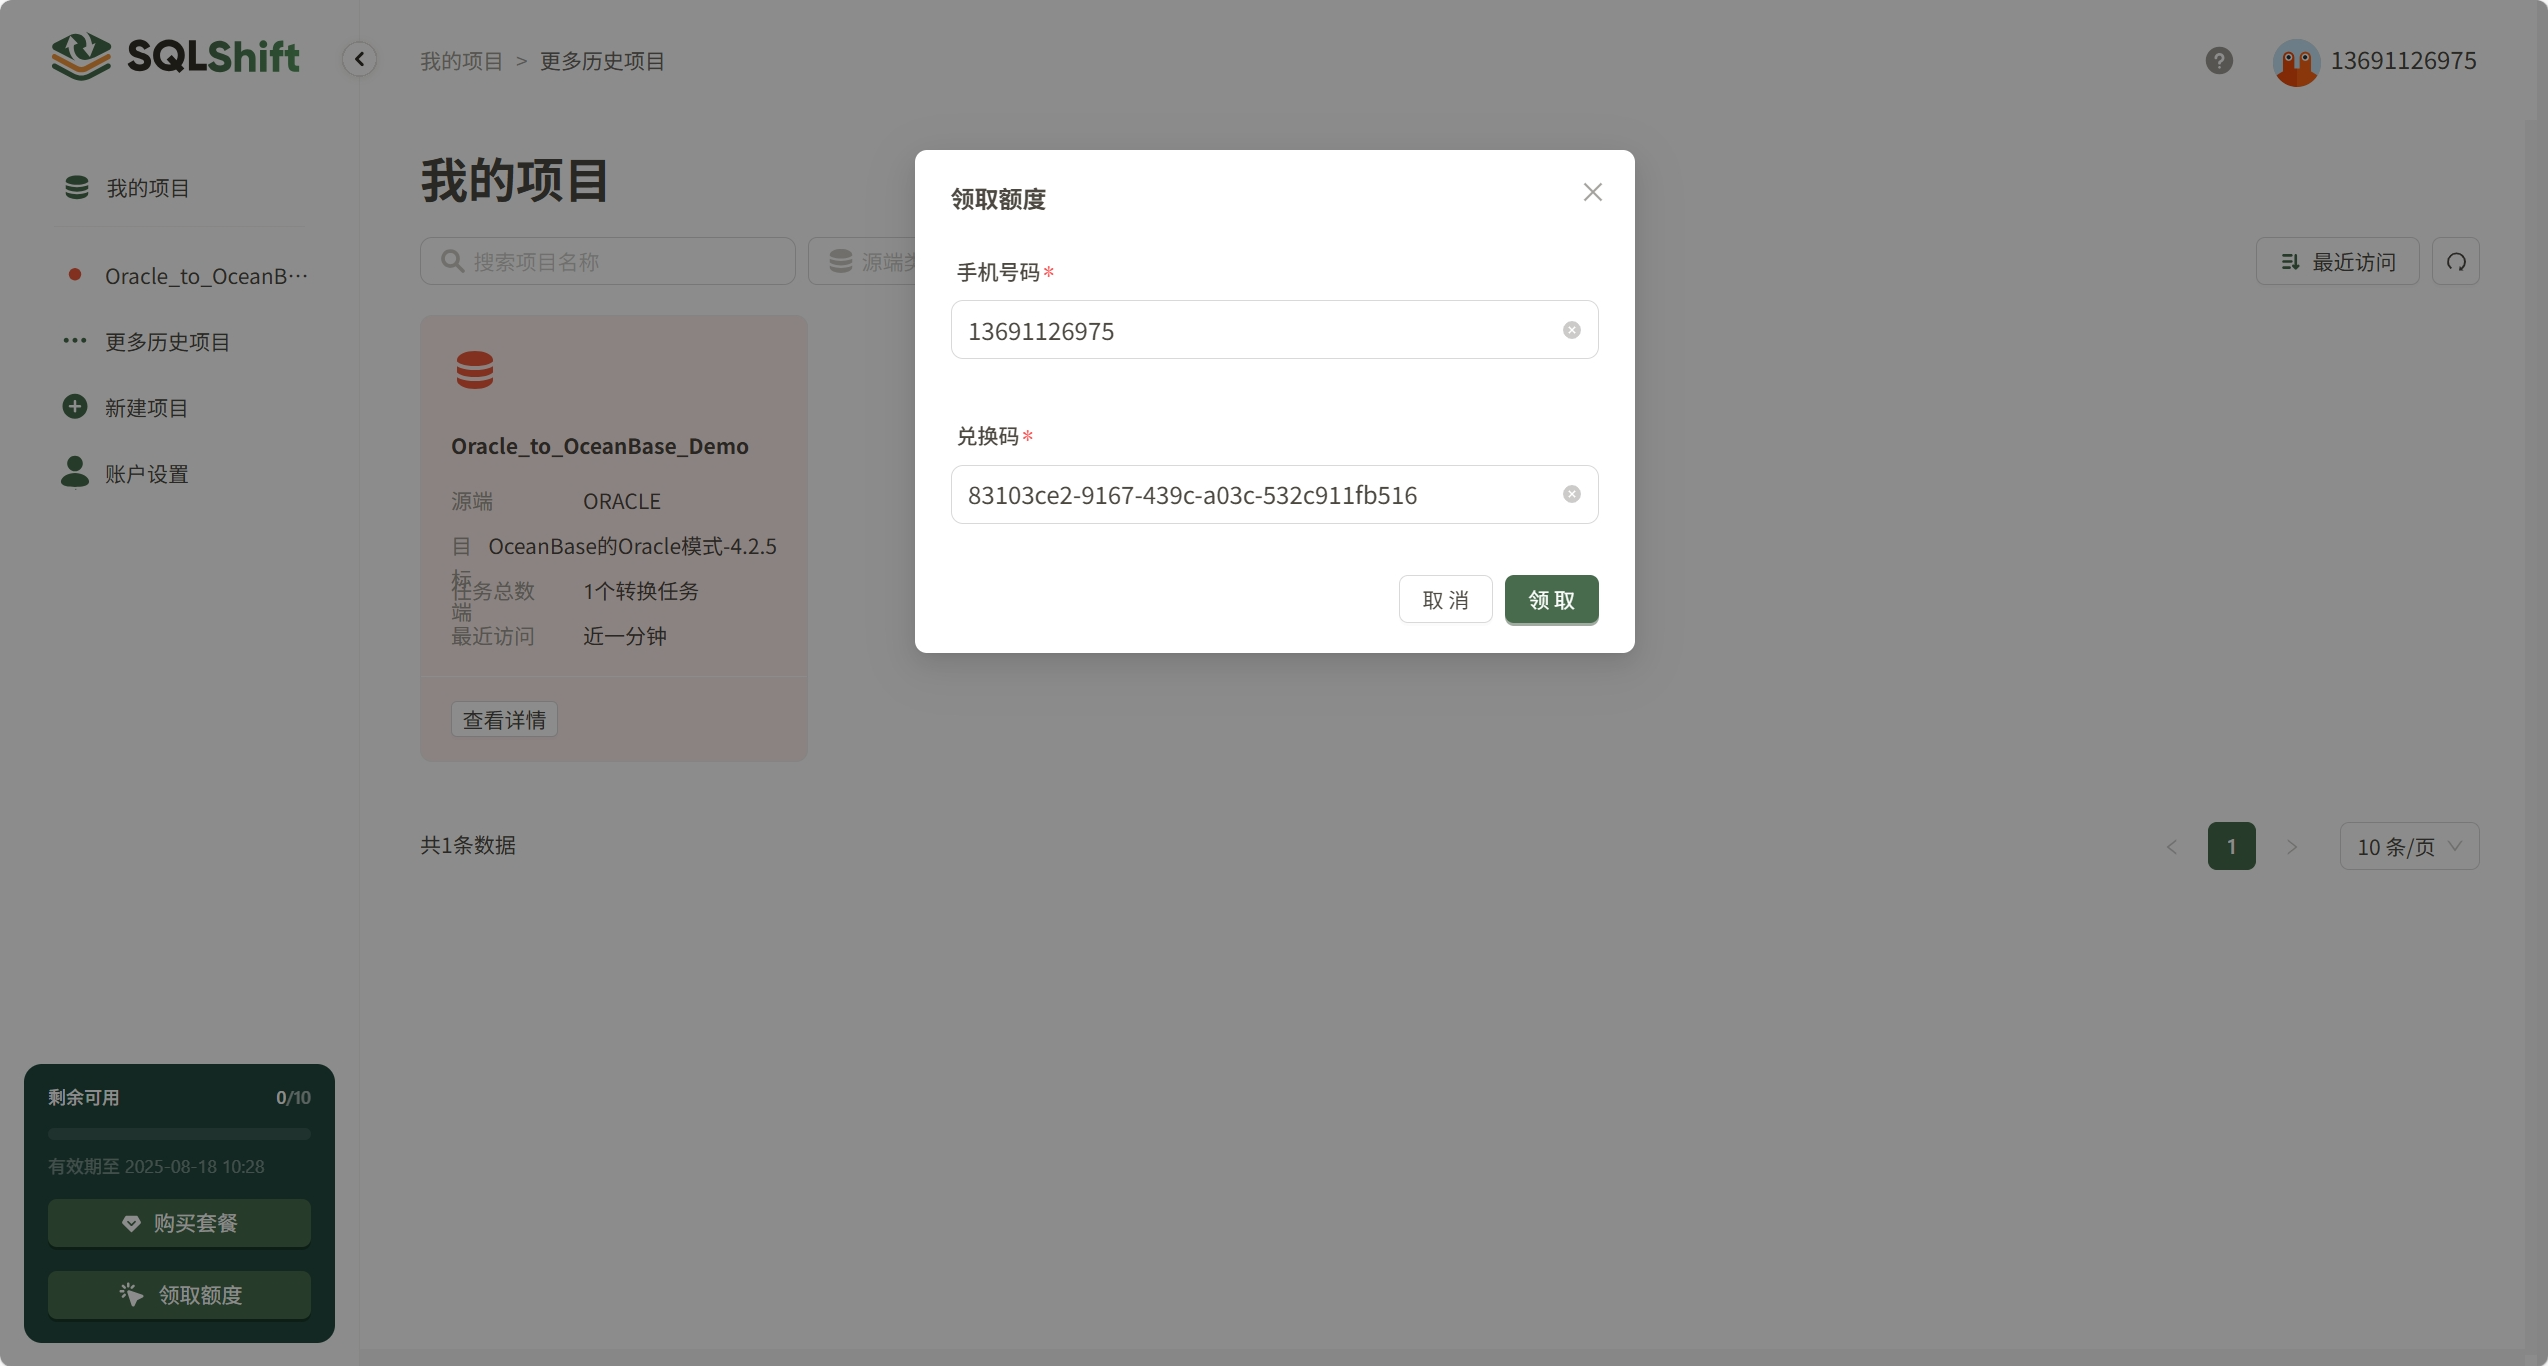 SQLShift
我的项目 > 更多历史项目
13691126975
我的项目
Oracle_to_OceanB···
更多历史项目
新建项目
账户设置
我的项目
搜索项目名称
源端类
最近访问
Oracle_to_OceanBase_Demo
源端 ORACLE
目标端 OceanBase的Oracle模式-4.2.5
任务总数 1个转换任务
最近访问 近一分钟
查看详情
共1条数据
< 1 >
10 条/页
领取额度
手机号码*
13691126975
兑换码*
83103ce2-9167-439c-a03c-532c911fb516
取 消
领 取
剩余可用 0/10
有效期至 2025-08-18 10:28
购买套餐
领取额度